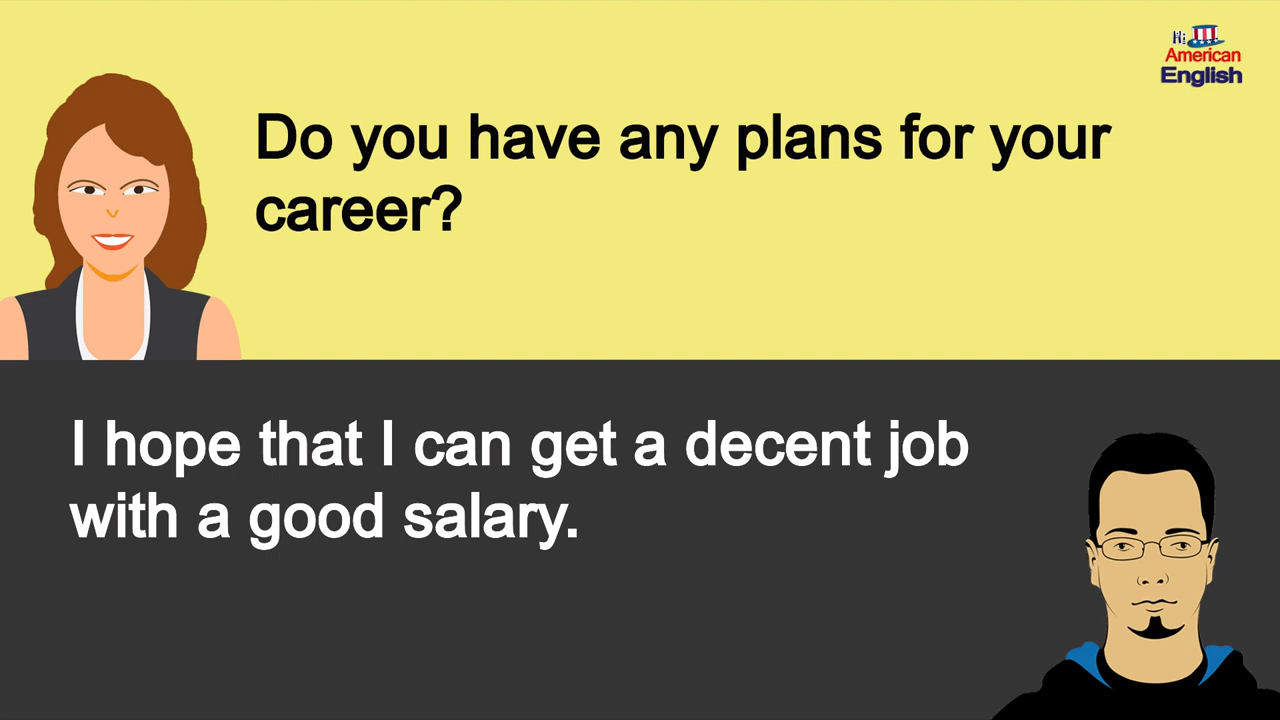 Hi
American
English
Do you have any plans for your
career?
I hope that I can get a decent job
with a good salary.